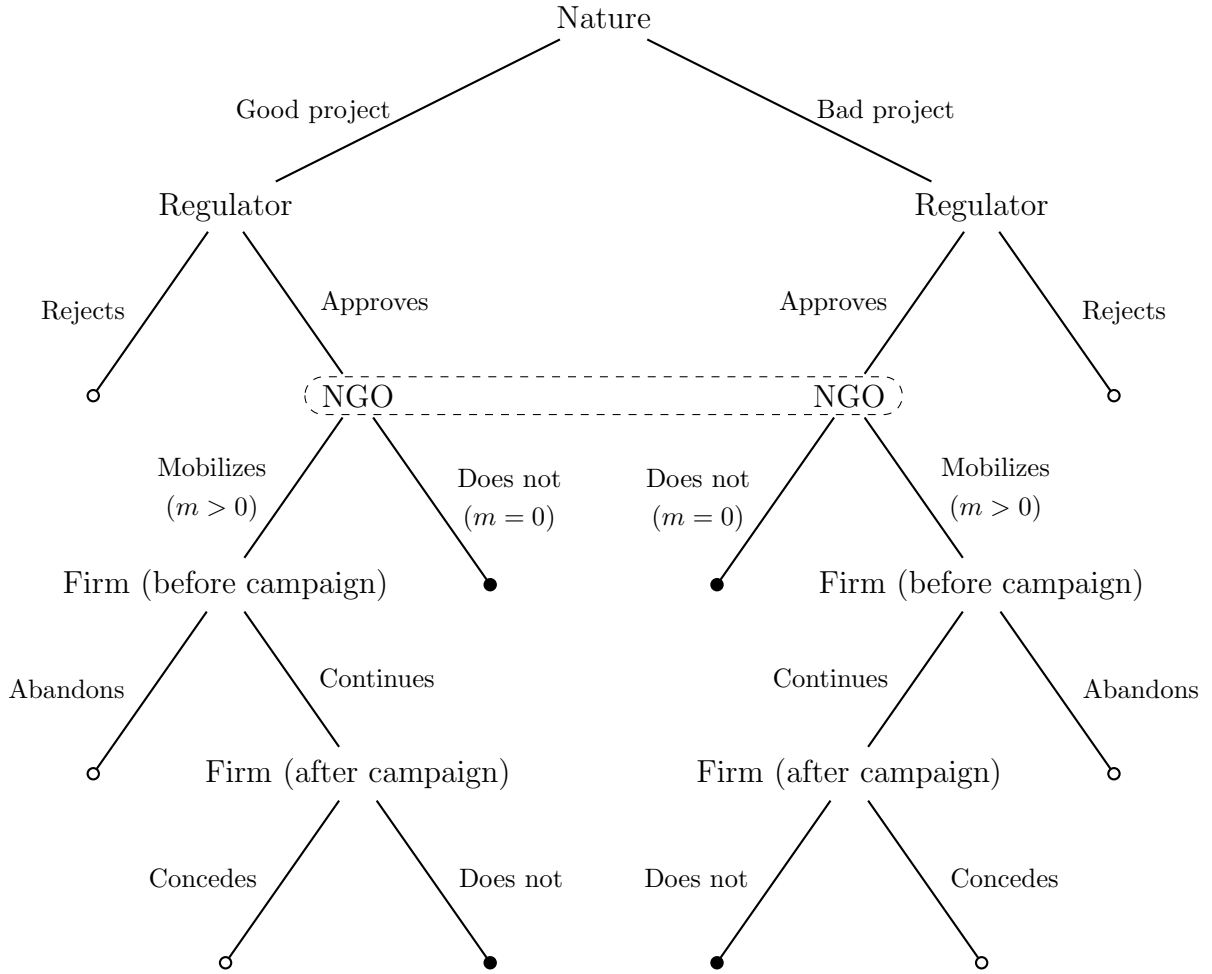 Nature
Good project
Bad project
Regulator
Regulator
Rejects
Approves
Approves
Rejects
NGO
NGO
Mobilizes
(m > 0)
Does not
(m = 0)
Does not
(m = 0)
Mobilizes
(m > 0)
Firm (before campaign)
Firm (before campaign)
Abandons
Continues
Continues
Abandons
Firm (after campaign)
Firm (after campaign)
Concedes
Does not
Does not
Concedes